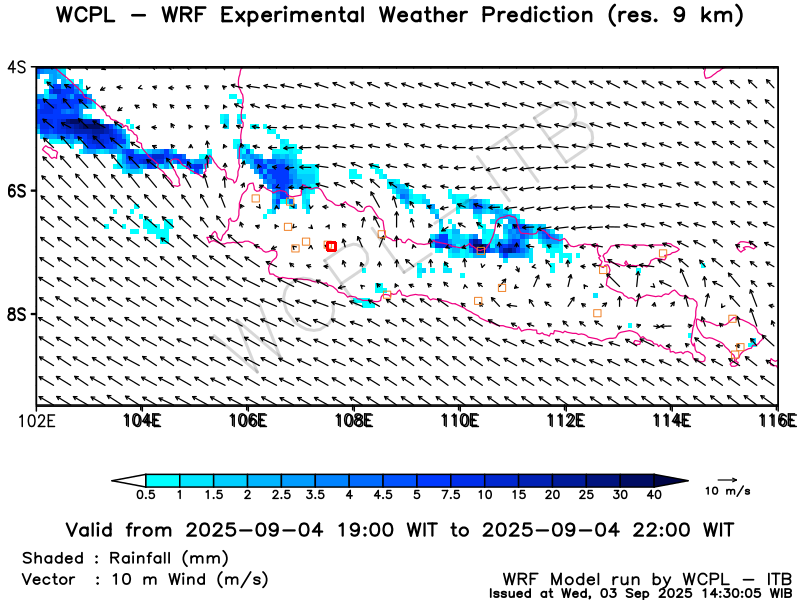 WCPL – WRF Experimental Weather Prediction (res. 9 km)
4S
6S
8S
WCPL-ITB
102E 104E 106E 108E 110E 112E 114E 116E
0.5 1 1.5 2 2.5 3.5 4 4.5 5 7.5 10 15 20 25 30 40
10 m/s
Valid from 2025–09–04 19:00 WIT to 2025–09–04 22:00 WIT
Shaded : Rainfall (mm)
Vector : 10 m Wind (m/s)
WRF Model run by WCPL – ITB
Issued at Wed, 03 Sep 2025 14:30:05 WIB